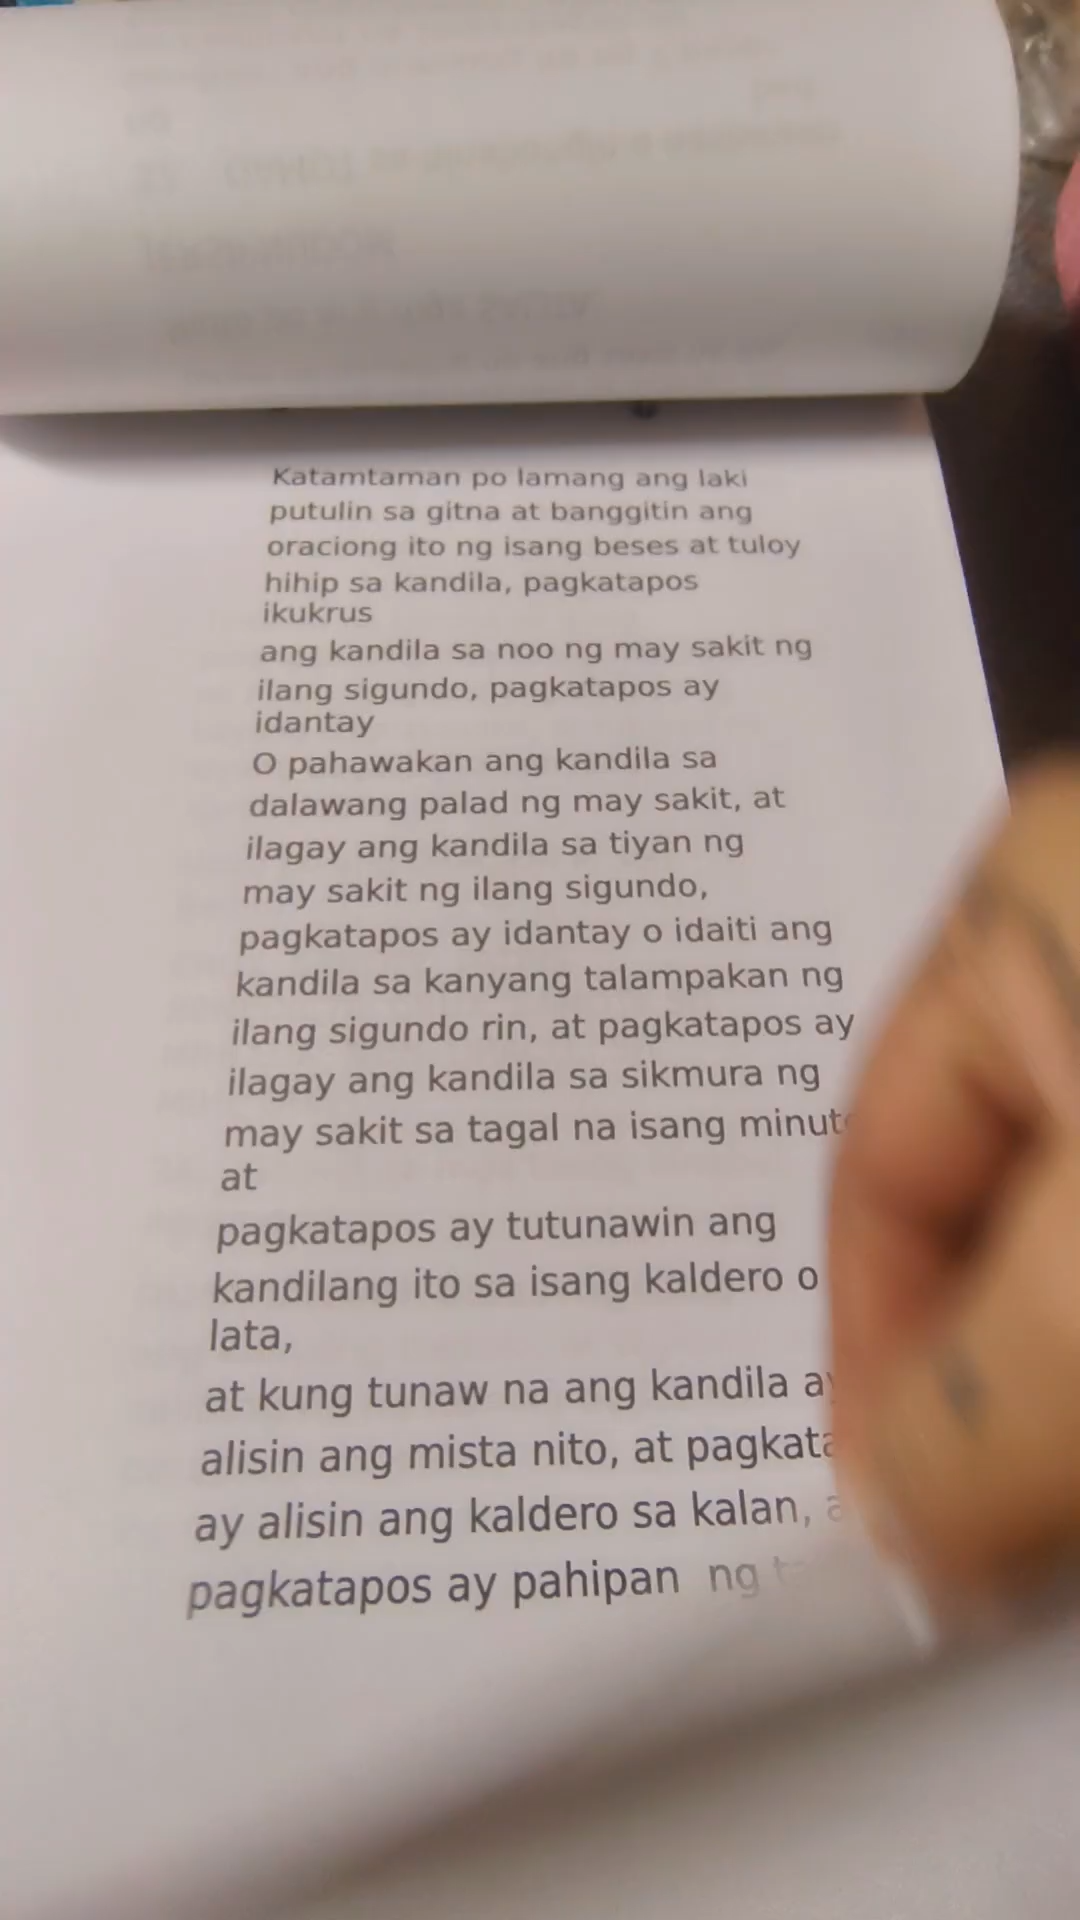 Katamtaman po lamang ang laki
putulin sa gitna at banggitin ang
oraciong ito ng isang beses at tuloy
hihip sa kandila, pagkatapos
ikukrus
ang kandila sa noo ng may sakit ng
ilang sigundo, pagkatapos ay
idantay
O pahawakan ang kandila sa
dalawang palad ng may sakit, at
ilagay ang kandila sa tiyan ng
may sakit ng ilang sigundo,
pagkatapos ay idantay o idaiti ang
kandila sa kanyang talampakan ng
ilang sigundo rin, at pagkatapos ay
ilagay ang kandila sa sikmura ng
may sakit sa tagal na isang
at
pagkatapos ay tutunawin ang
kandilang ito sa isang kaldero o
lata,
at kung tunaw na ang kandila
alisin ang mista nito, at
ay alisin ang kaldero sa kalan,
pagkatapos ay pahipan ng